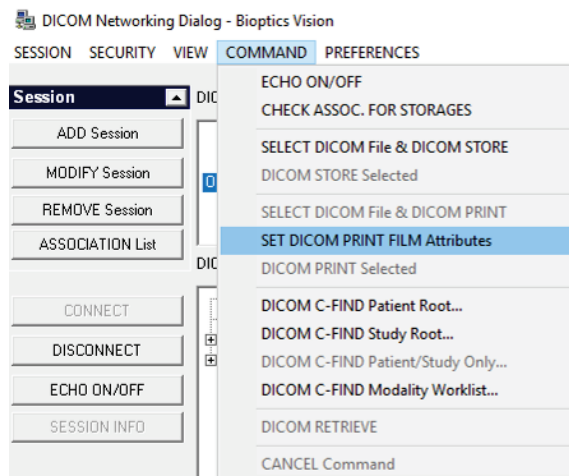 DICOM Networking Dialog - Bioptics Vision
SESSION SECURITY VIEW COMMAND PREFERENCES
Session
DIC
ADD Session
MODIFY Session
REMOVE Session
ASSOCIATION List
DIC
CONNECT
DISCONNECT
ECHO ON/OFF
SESSION INFO
ECHO ON/OFF
CHECK ASSOC. FOR STORAGES
SELECT DICOM File & DICOM STORE
DICOM STORE Selected
SELECT DICOM File & DICOM PRINT
SET DICOM PRINT FILM Attributes
DICOM PRINT Selected
DICOM C-FIND Patient Root...
DICOM C-FIND Study Root...
DICOM C-FIND Patient/Study Only...
DICOM C-FIND Modality Worklist...
DICOM RETRIEVE
CANCEL Command